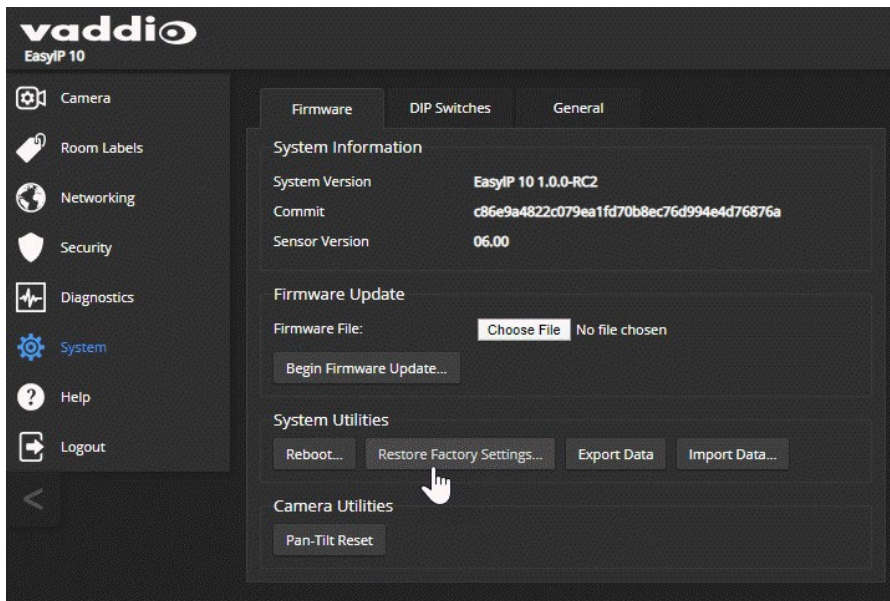 vaddio
EasyIP 10
Camera
Room Labels
Networking
Security
Diagnostics
System
Help
Logout
<
Firmware DIP Switches General
System Information
System Version EasyIP 10 1.0.0-RC2
Commit c86e9a4822c079ea1fd70b8ec76d994e4d76876a
Sensor Version 06.00
Firmware Update
Firmware File: Choose File No file chosen
Begin Firmware Update...
System Utilities
Reboot... Restore Factory Settings... Export Data Import Data...
Camera Utilities
Pan-Tilt Reset